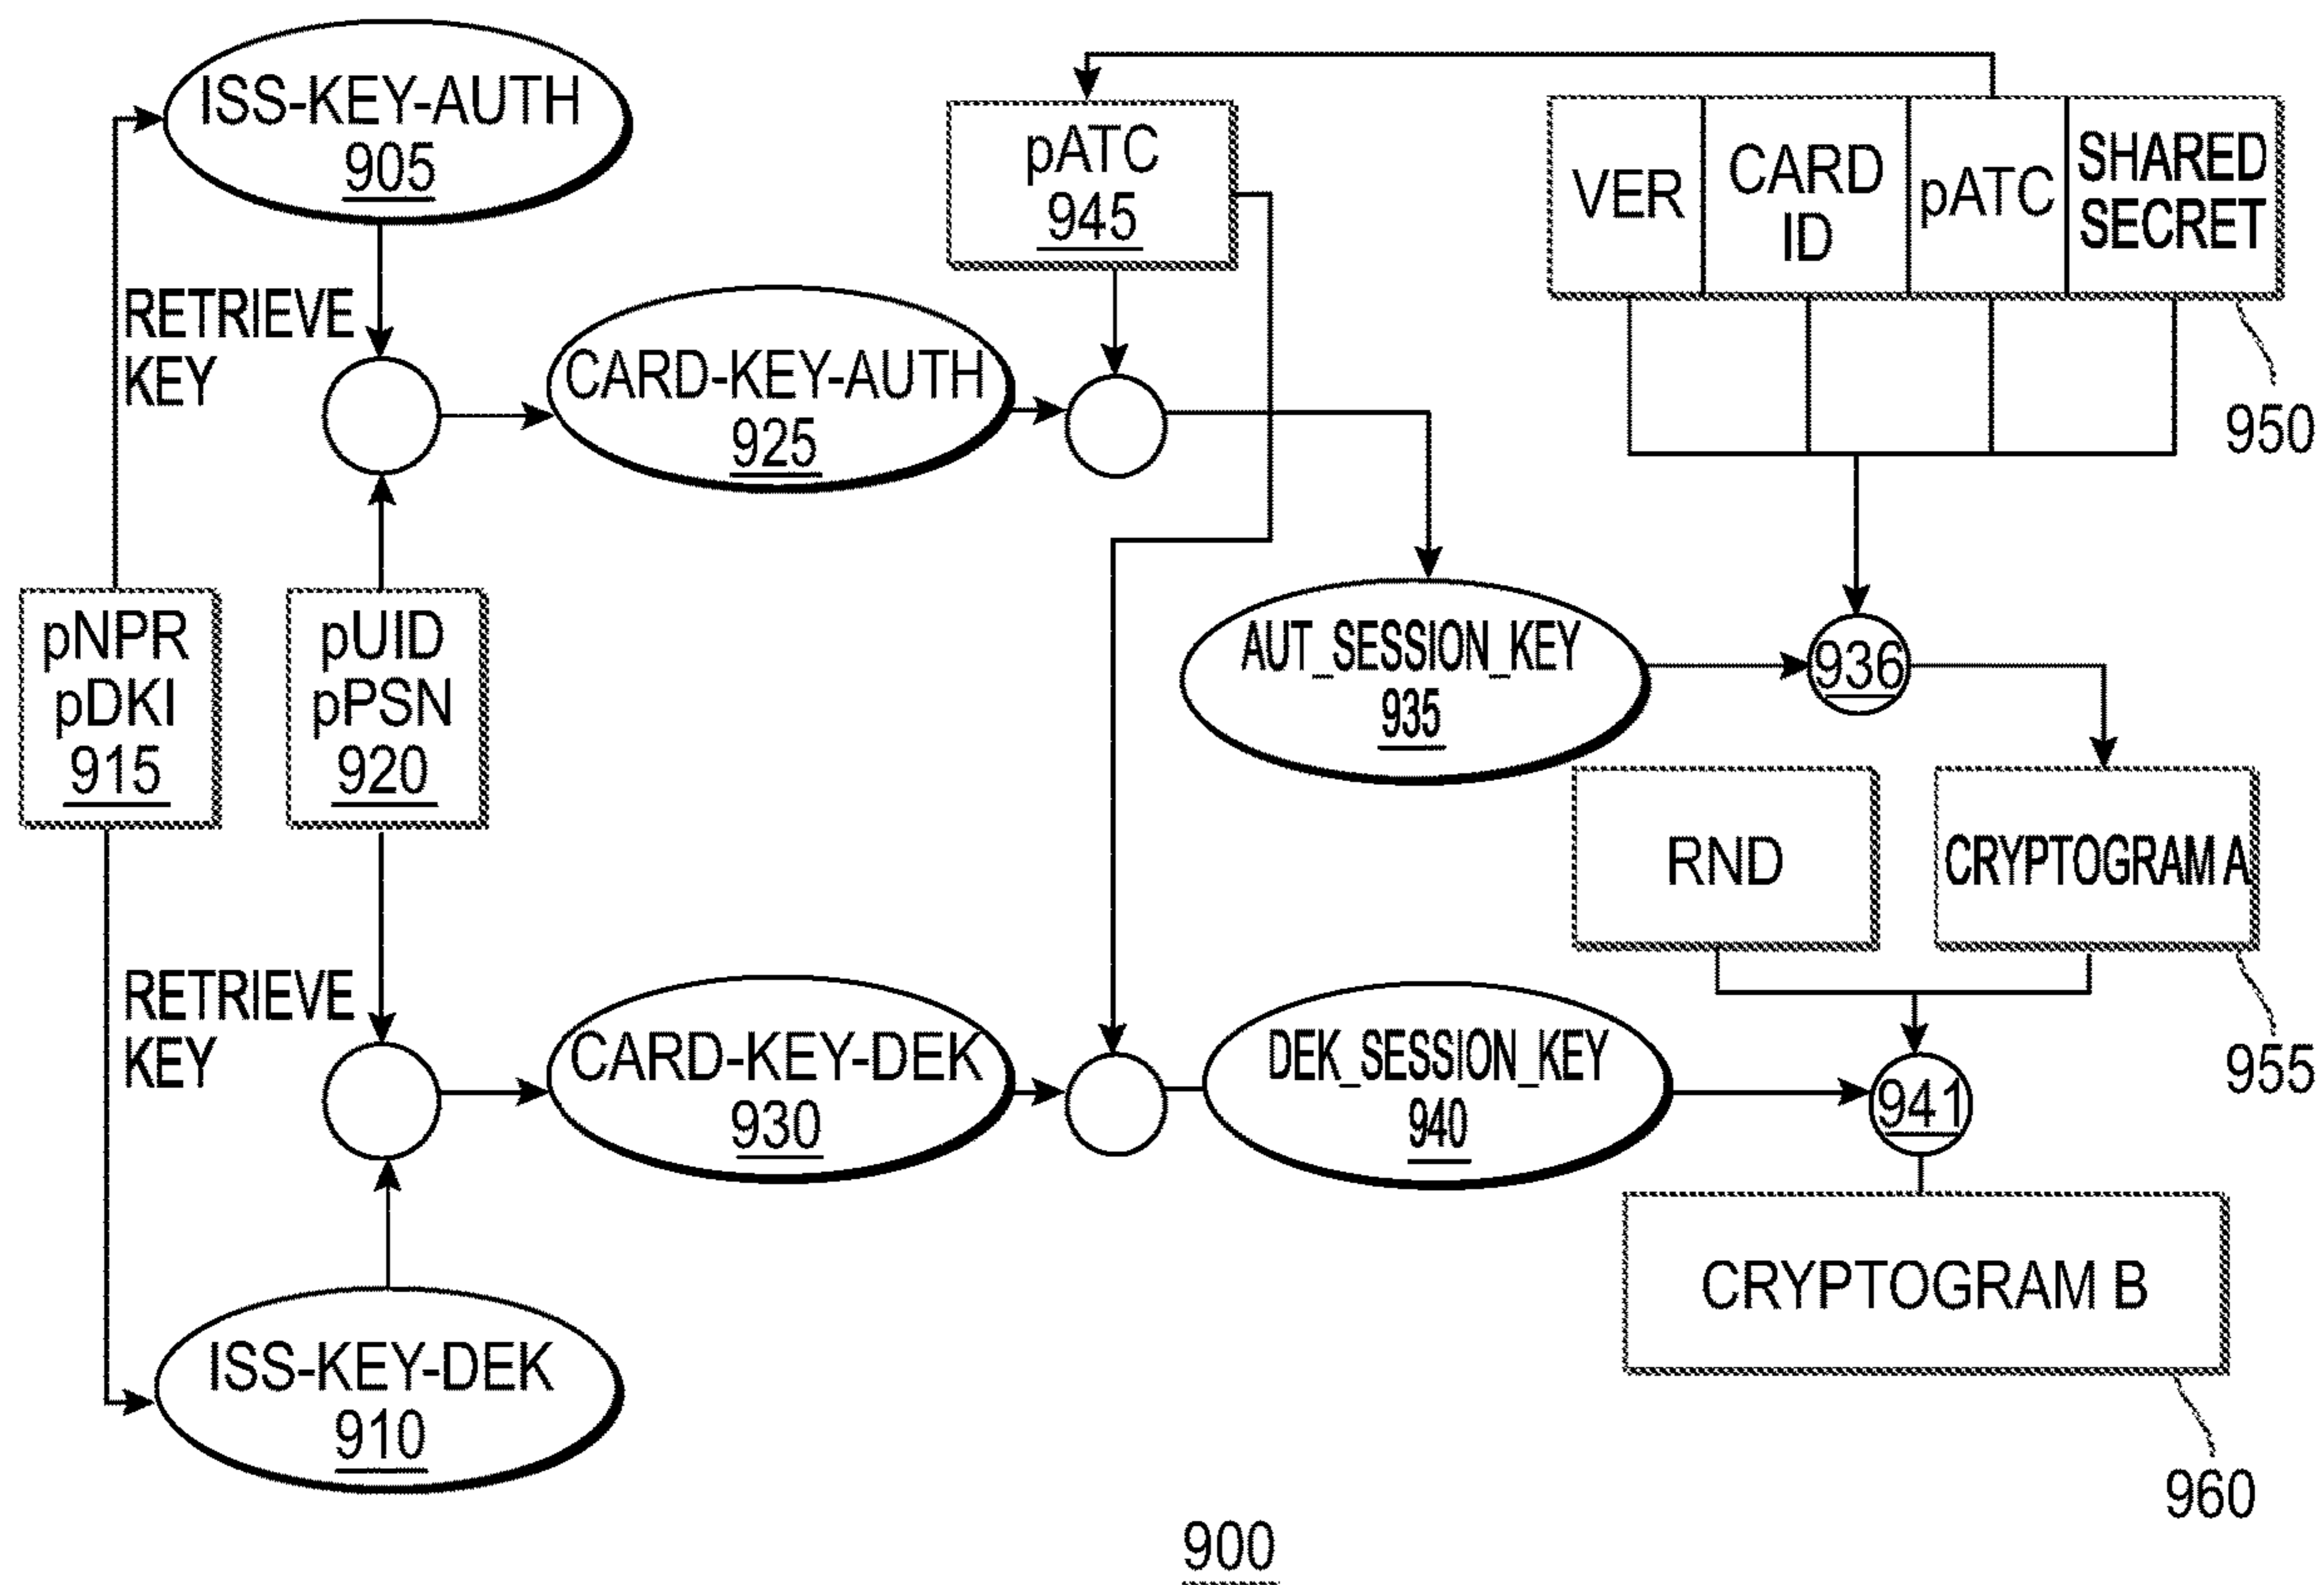 ISS-KEY-AUTH
905
pATC
945
VER
CARD
ID
pATC
SHARED
SECRET
950
RETRIEVE
KEY
CARD-KEY-AUTH
925
pNPR
pDKI
915
pUID
pPSN
920
AUT_SESSION_KEY
935
936
RND
CRYPTOGRAM A
955
RETRIEVE
KEY
CARD-KEY-DEK
930
DEK_SESSION_KEY
940
941
ISS-KEY-DEK
910
CRYPTOGRAM B
960
900